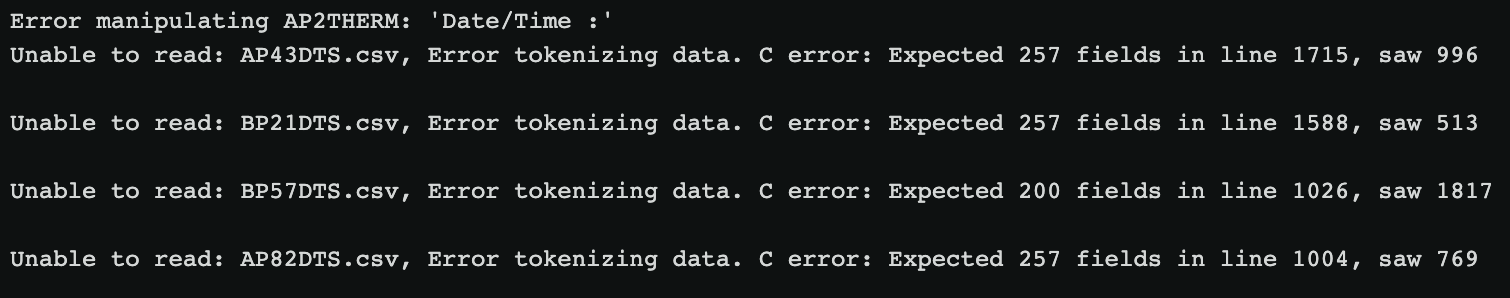 Error manipulating AP2THERM: 'Date/Time :'
Unable to read: AP43DTS.csv, Error tokenizing data. C error: Expected 257 fields in line 1715, saw 996
Unable to read: BP21DTS.csv, Error tokenizing data. C error: Expected 257 fields in line 1588, saw 513
Unable to read: BP57DTS.csv, Error tokenizing data. C error: Expected 200 fields in line 1026, saw 1817
Unable to read: AP82DTS.csv, Error tokenizing data. C error: Expected 257 fields in line 1004, saw 769